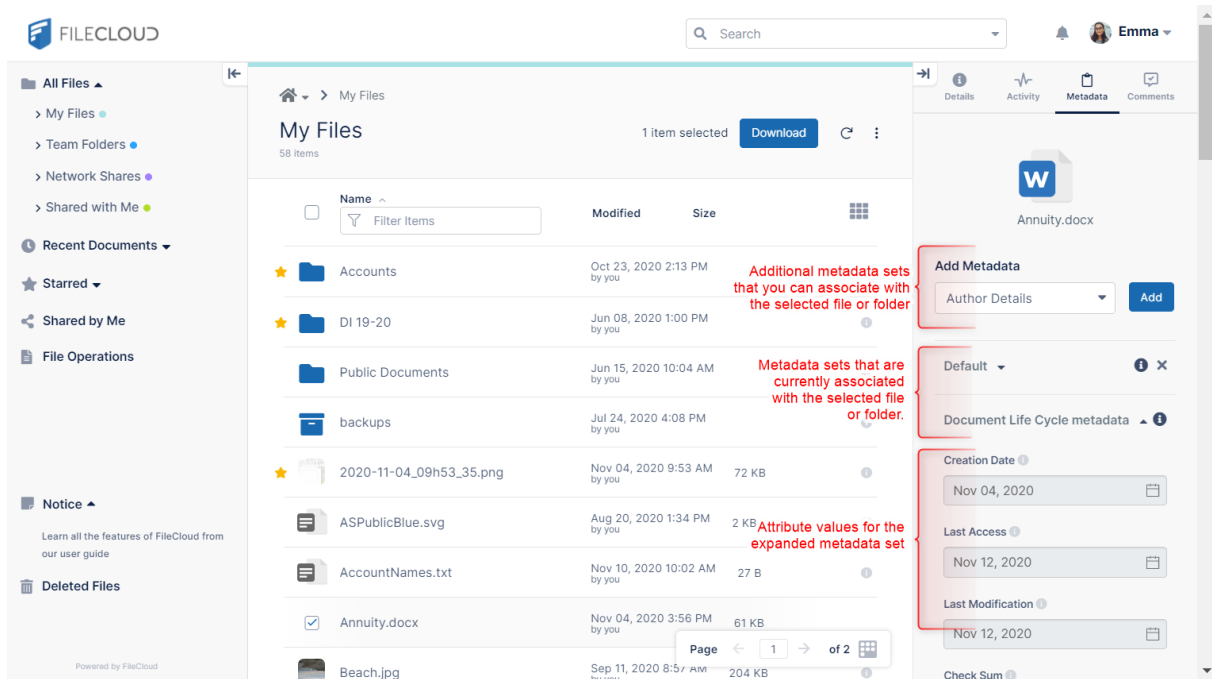 FILECLOUD
Search
Emma
All Files
My Files
Team Folders
Network Shares
Shared with Me
Recent Documents
Starred
Shared by Me
File Operations
Notice
Learn all the features of FileCloud from
our user guide
Deleted Files
Powered by FileCloud
My Files
My Files
58 items
1 item selected
Download
Name
Filter Items
Modified
Size
Accounts
Oct 23, 2020 2:13 PM
by you
DI 19-20
Jun 08, 2020 1:00 PM
by you
Public Documents
Jun 15, 2020 10:04 AM
by you
backups
Jul 24, 2020 4:08 PM
by you
2020-11-04_09h53_35.png
Nov 04, 2020 9:53 AM
by you
72 KB
ASPublicBlue.svg
Aug 20, 2020 1:34 PM
by you
2 KB
AccountNames.txt
Nov 10, 2020 10:02 AM
by you
27 B
Annuity.docx
Nov 04, 2020 3:56 PM
by you
61 KB
Beach.jpg
Sep 11, 2020 8:57 AM
204 KB
Page
1
of 2
Additional metadata sets
that you can associate with
the selected file or folder
Metadata sets that are
currently associated
with the selected file
or folder.
Attribute values for the
expanded metadata set
Details
Activity
Metadata
Comments
W
Annuity.docx
Add Metadata
Author Details
Add
Default
Document Life Cycle metadata
Creation Date
Nov 04, 2020
Last Access
Nov 12, 2020
Last Modification
Nov 12, 2020
Check Sum